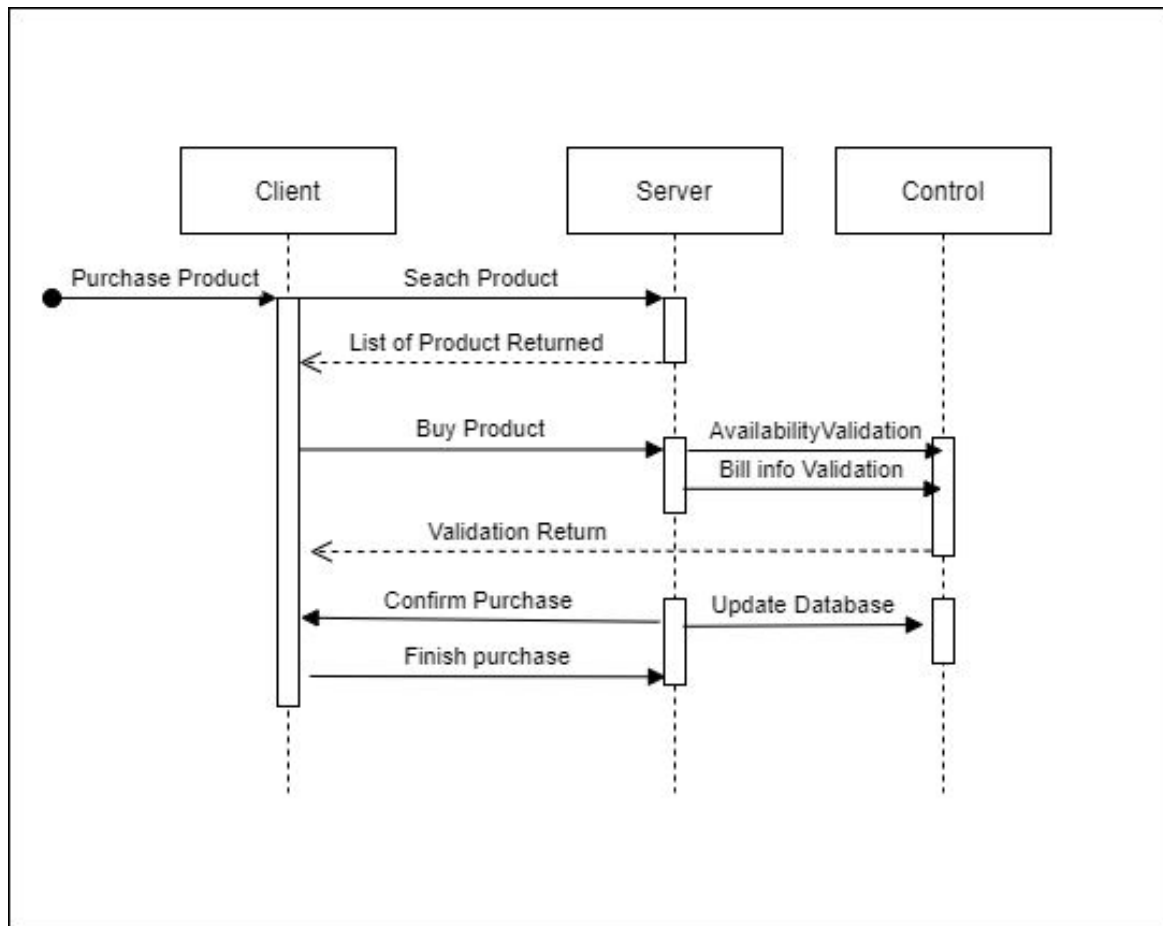 Client
Server
Control
Purchase Product
Seach Product
List of Product Returned
Buy Product
AvailabilityValidation
Bill info Validation
Validation Return
Confirm Purchase
Update Database
Finish purchase